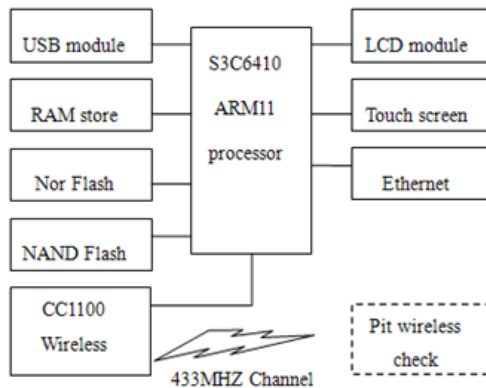 USB module
RAM store
Nor Flash
NAND Flash
CC1100
Wireless
S3C6410
ARM11
processor
LCD module
Touch screen
Ethernet
Pit wireless
check
433MHZ Channel